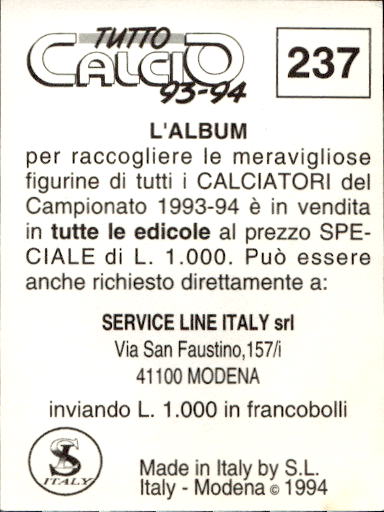 TUTTO
CALCIO
93-94
237
L'ALBUM
per raccogliere le meravigliose
figurine di tutti i CALCIATORI del
Campionato 1993-94 è in vendita
in tutte le edicole al prezzo SPE-
CIALE di L. 1.000. Può essere
anche richiesto direttamente a:
SERVICE LINE ITALY srl
Via San Faustino,157/i
41100 MODENA
inviando L. 1.000 in francobolli
SL
ITALY
Made in Italy by S.L.
Italy - Modena © 1994